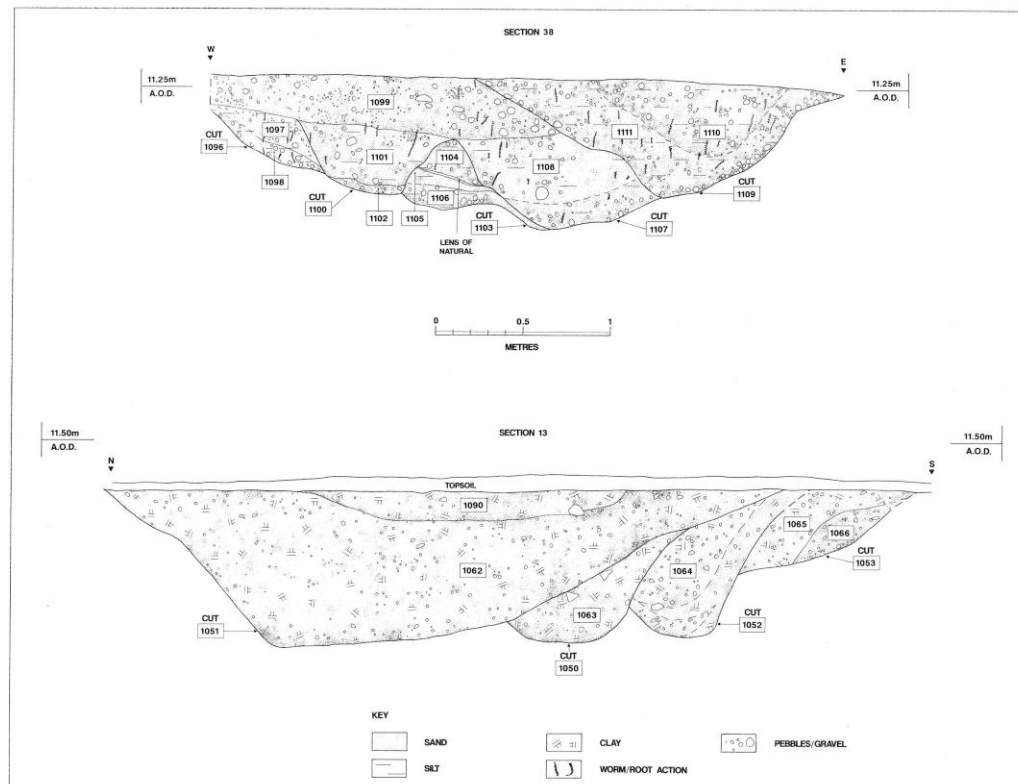 SECTION 38
W
E
11.25m
A.O.D.
11.25m
A.O.D.
1099
1097
CUT
1096
1098
1101
1104
1111
1110
1108
1106
CUT
1100
1102
1105
CUT
1103
CUT
1107
CUT
1109
LENS OF
NATURAL
0 0.5 1
METRES
SECTION 13
11.50m
A.O.D.
11.50m
A.O.D.
N
S
TOPSOIL
1090
1065
1066
1062
1064
CUT
1053
1063
CUT
1051
CUT
1052
CUT
1050
KEY
SAND
CLAY
PEBBLES/GRAVEL
SILT
WORM/ROOT ACTION